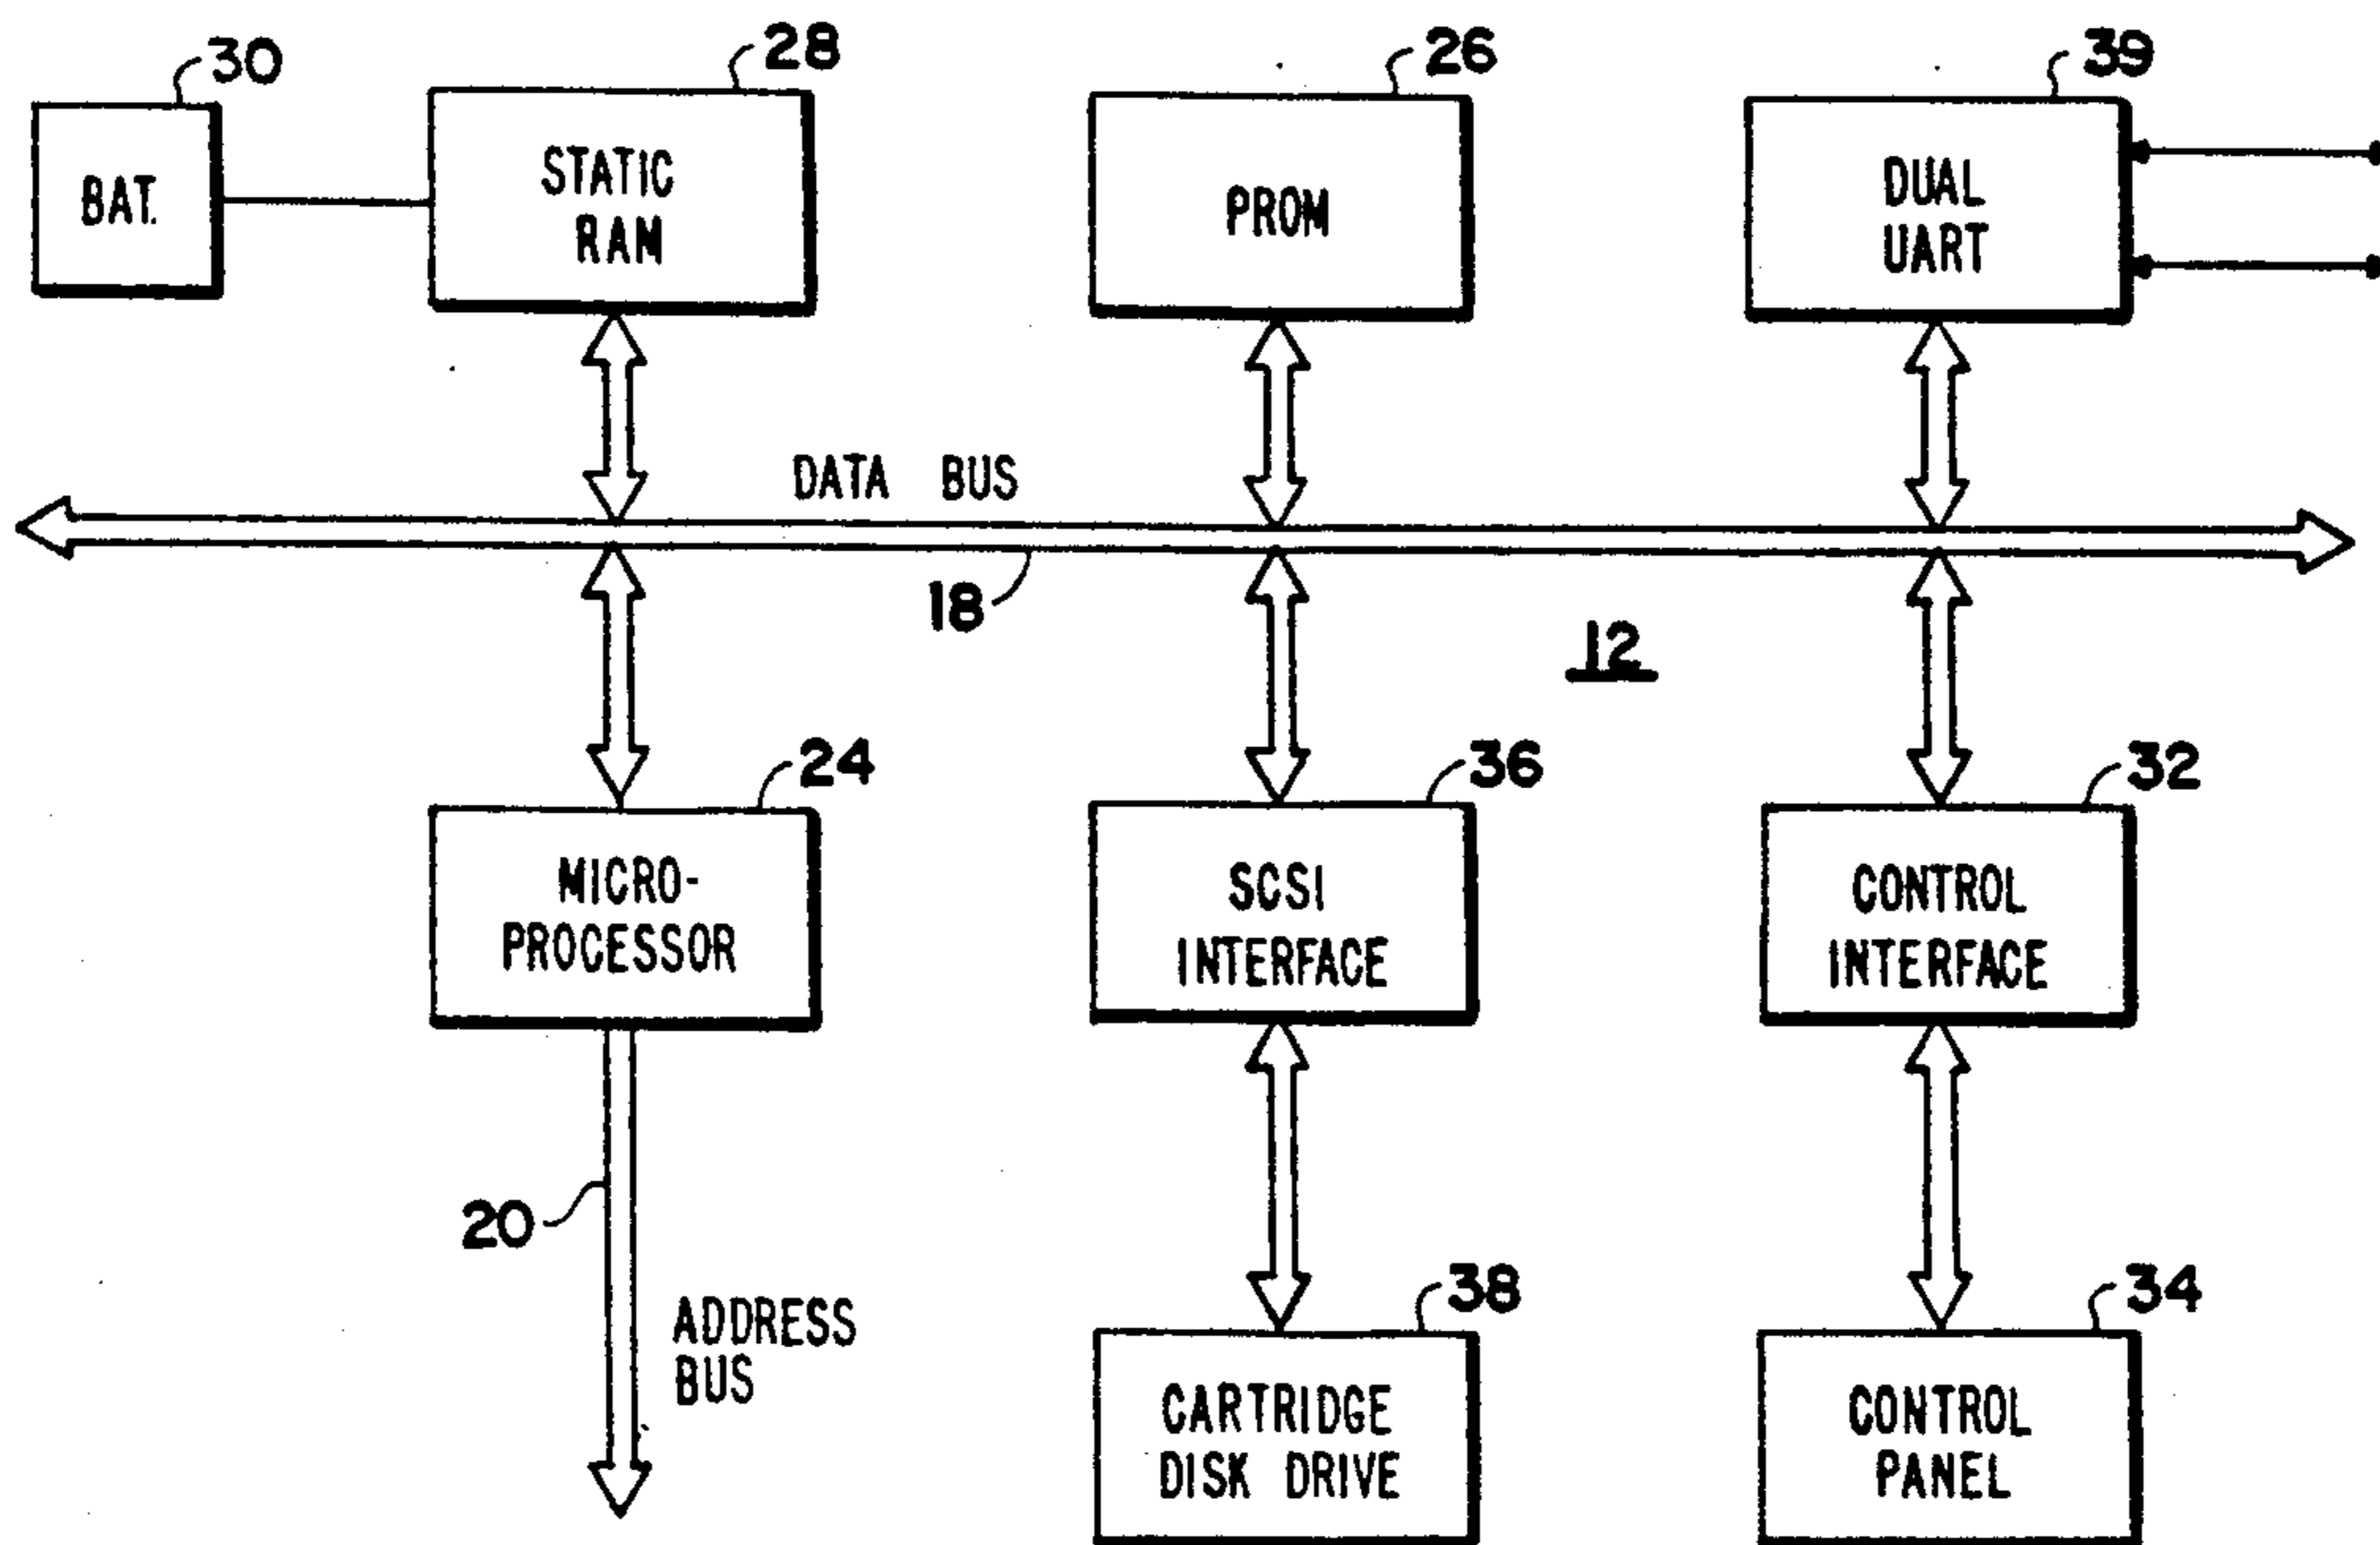 30
28
26
39
BAT.
STATIC
RAM
PROM
DUAL
UART
DATA BUS
18
12
24
36
32
MICRO-
PROCESSOR
SCSI
INTERFACE
CONTROL
INTERFACE
20
ADDRESS
BUS
38
34
CARTRIDGE
DISK DRIVE
CONTROL
PANEL